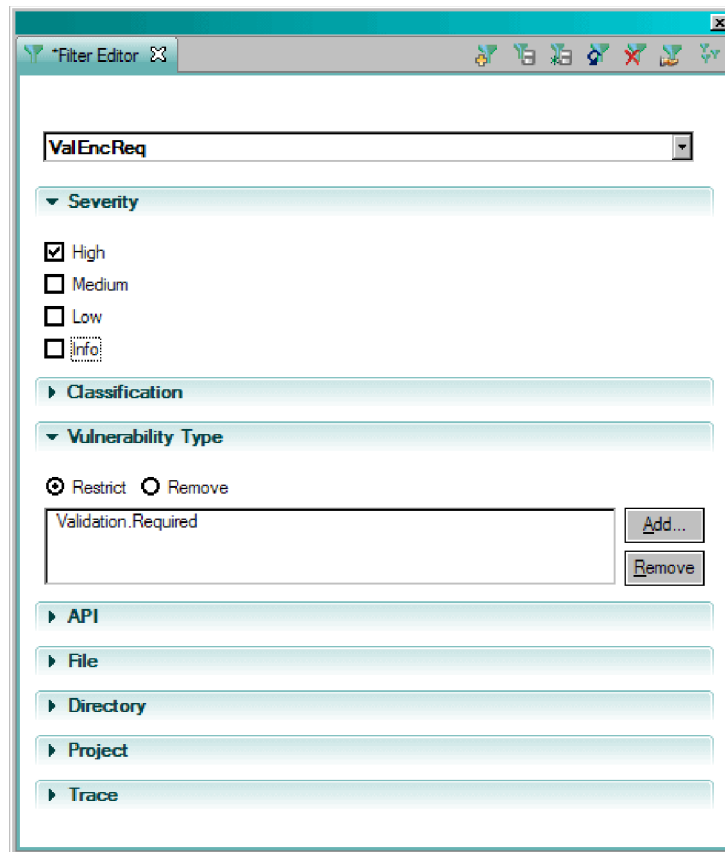 *Filter Editor
ValEncReq
Severity
High
Medium
Low
Info
Classification
Vulnerability Type
Restrict Remove
Validation.Required
Add...
Remove
API
File
Directory
Project
Trace